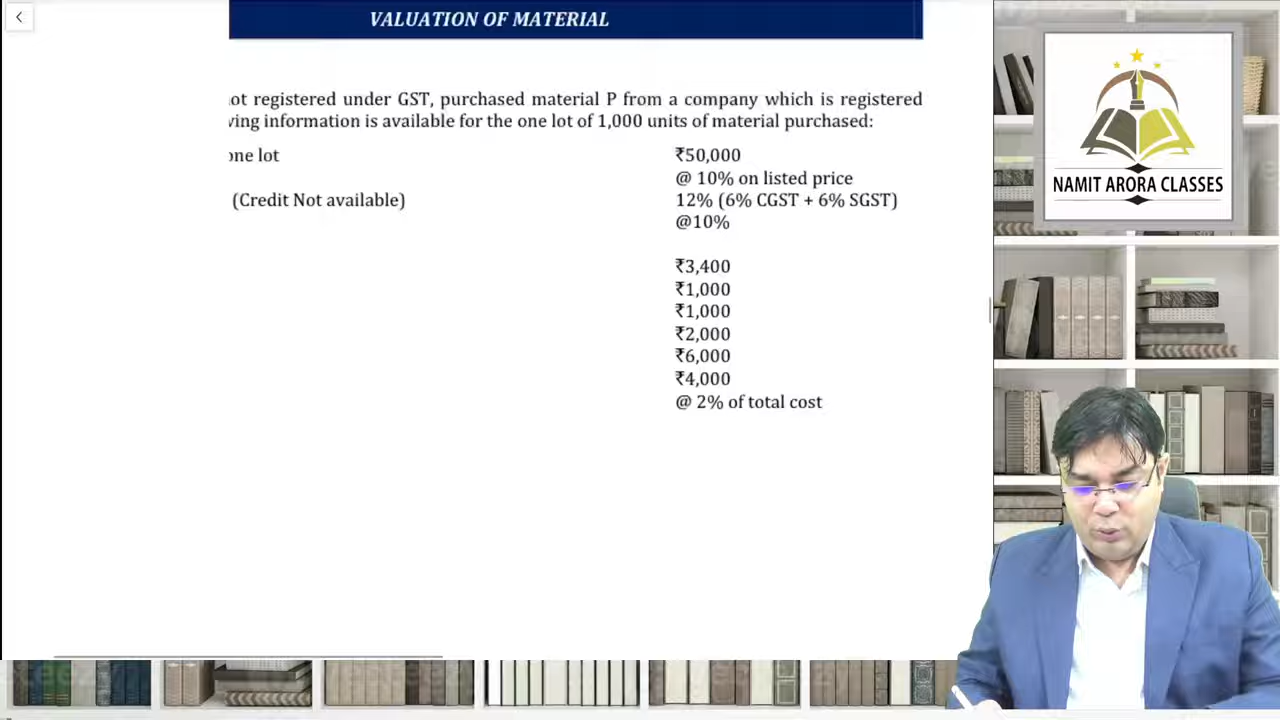 VALUATION OF MATERIAL
ot registered under GST, purchased material P from a company which is registered
ving information is available for the one lot of 1,000 units of material purchased:
one lot ₹50,000
@ 10% on listed price
(Credit Not available) 12% (6% CGST + 6% SGST)
@10%
₹3,400
₹1,000
₹1,000
₹2,000
₹6,000
₹4,000
@ 2% of total cost
NAMIT ARORA CLASSES